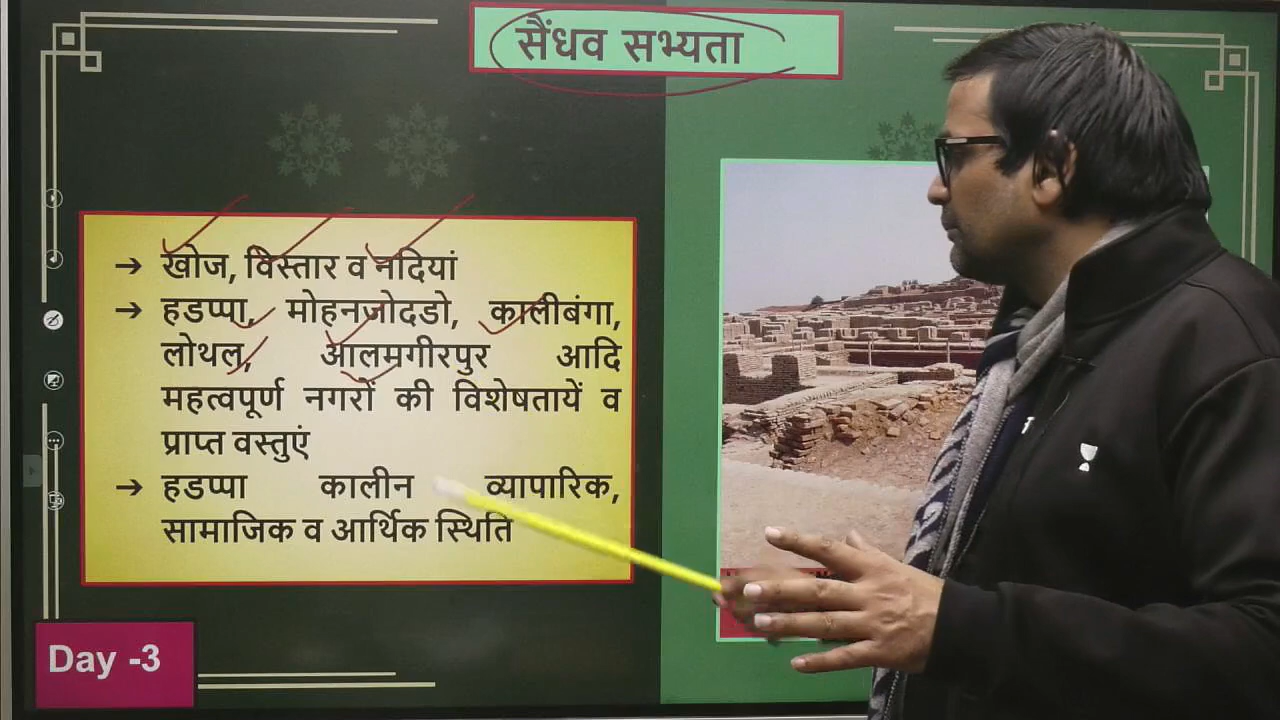 सैंधव सभ्यता
→ खोज, विस्तार व नदियां
→ हडप्पा, मोहनजोदडो, कालीबंगा,
लोथल, आलमगीरपुर आदि
महत्वपूर्ण नगरों की विशेषतायें व
प्राप्त वस्तुएं
→ हडप्पा कालीन व्यापारिक,
सामाजिक व आर्थिक स्थिति
Day -3